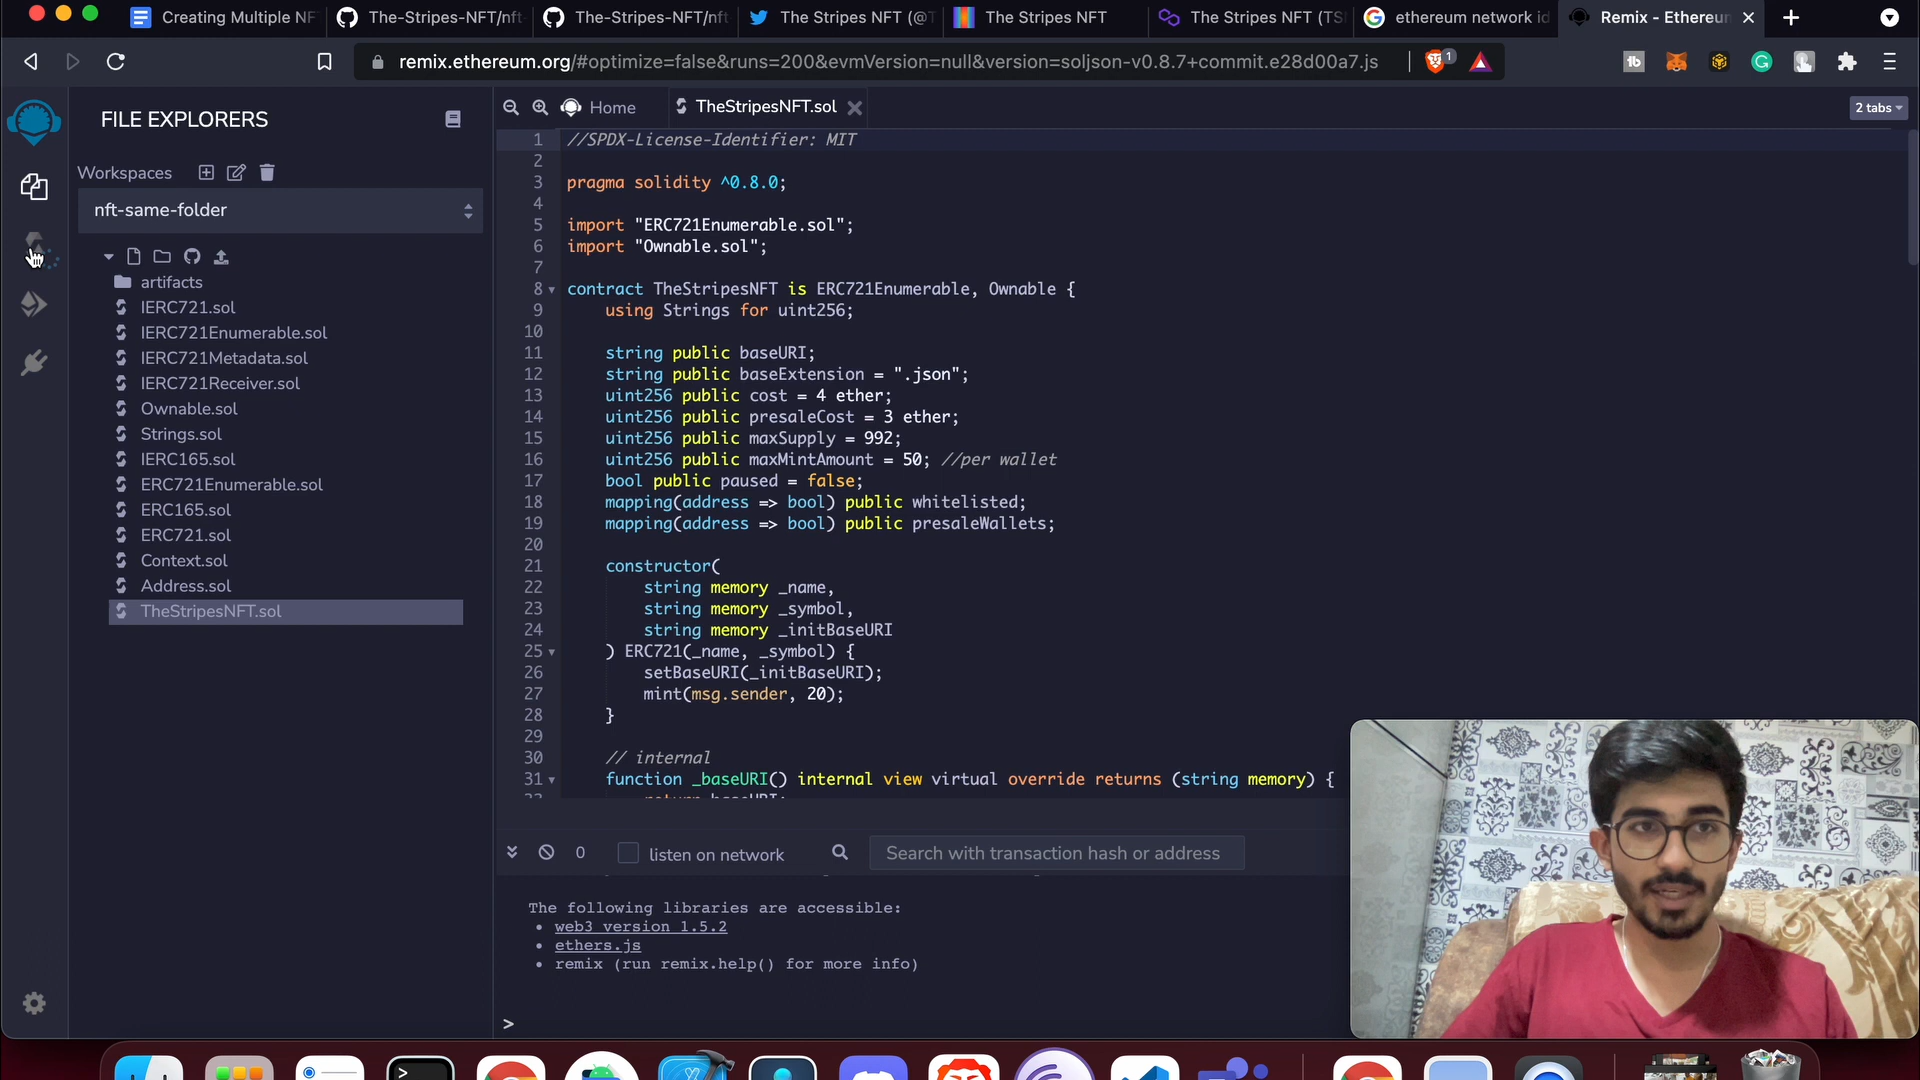 Creating Multiple NF
The-Stripes-NFT/nft-
The-Stripes-NFT/nft
The Stripes NFT (@T
The Stripes NFT
The Stripes NFT (TSN
ethereum network id
Remix - Ethereum
remix.ethereum.org/#optimize=false&runs=200&evmVersion=null&version=soljson-v0.8.7+commit.e28d00a7.js
1
FILE EXPLORERS
Workspaces
nft-same-folder
artifacts
IERC721.sol
IERC721Enumerable.sol
IERC721Metadata.sol
IERC721Receiver.sol
Ownable.sol
Strings.sol
IERC165.sol
ERC721Enumerable.sol
ERC165.sol
ERC721.sol
Context.sol
Address.sol
TheStripesNFT.sol
Home
TheStripesNFT.sol
2 tabs
1 //SPDX-License-Identifier: MIT
2
3 pragma solidity ^0.8.0;
4
5 import "ERC721Enumerable.sol";
6 import "Ownable.sol";
7
8 contract TheStripesNFT is ERC721Enumerable, Ownable {
9 using Strings for uint256;
10
11 string public baseURI;
12 string public baseExtension = ".json";
13 uint256 public cost = 4 ether;
14 uint256 public presaleCost = 3 ether;
15 uint256 public maxSupply = 992;
16 uint256 public maxMintAmount = 50; //per wallet
17 bool public paused = false;
18 mapping(address => bool) public whitelisted;
19 mapping(address => bool) public presaleWallets;
20
21 constructor(
22 string memory _name,
23 string memory _symbol,
24 string memory _initBaseURI
25 ) ERC721(_name, _symbol) {
26 setBaseURI(_initBaseURI);
27 mint(msg.sender, 20);
28 }
29
30 // internal
31 function _baseURI() internal view virtual override returns (string memory) {
0
listen on network
Search with transaction hash or address
The following libraries are accessible:
• web3 version 1.5.2
• ethers.js
• remix (run remix.help() for more info)
>